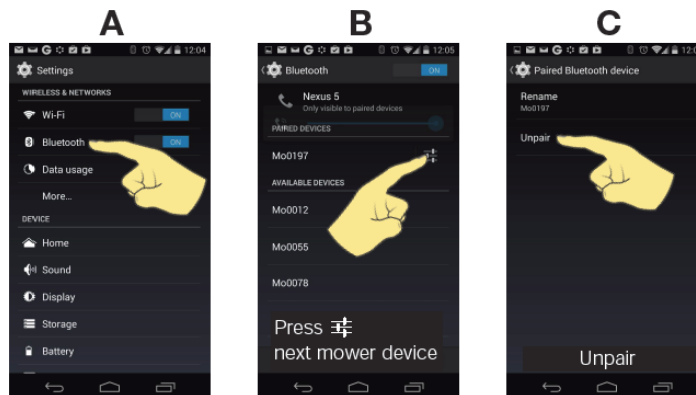 A
B
C
12:04
Settings
WIRELESS & NETWORKS
Wi-Fi
ON
Bluetooth
ON
Data usage
More...
DEVICE
Home
Sound
Display
Storage
Battery
12:05
Bluetooth
ON
Nexus 5
Only visible to paired devices
PAIRED DEVICES
Mo0197
AVAILABLE DEVICES
Mo0012
Mo0055
Mo0078
Press
next mower device
Paired Bluetooth device
Rename
Mo0197
Unpair
Unpair